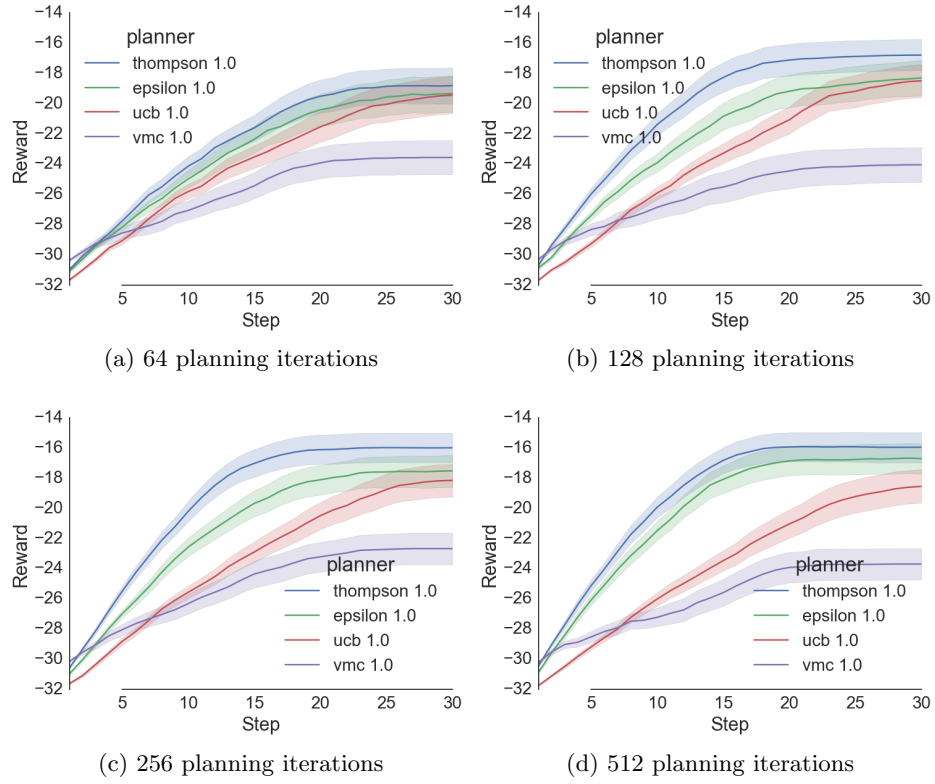 −14
−16
−18
−20
−22
−24
−26
−28
−30
−32
Reward
planner
thompson 1.0
epsilon 1.0
ucb 1.0
vmc 1.0
5 10 15 20 25 30
Step
(a) 64 planning iterations
−14
−16
−18
−20
−22
−24
−26
−28
−30
−32
Reward
planner
thompson 1.0
epsilon 1.0
ucb 1.0
vmc 1.0
5 10 15 20 25 30
Step
(b) 128 planning iterations
−14
−16
−18
−20
−22
−24
−26
−28
−30
−32
Reward
planner
thompson 1.0
epsilon 1.0
ucb 1.0
vmc 1.0
5 10 15 20 25 30
Step
(c) 256 planning iterations
−14
−16
−18
−20
−22
−24
−26
−28
−30
−32
Reward
planner
thompson 1.0
epsilon 1.0
ucb 1.0
vmc 1.0
5 10 15 20 25 30
Step
(d) 512 planning iterations